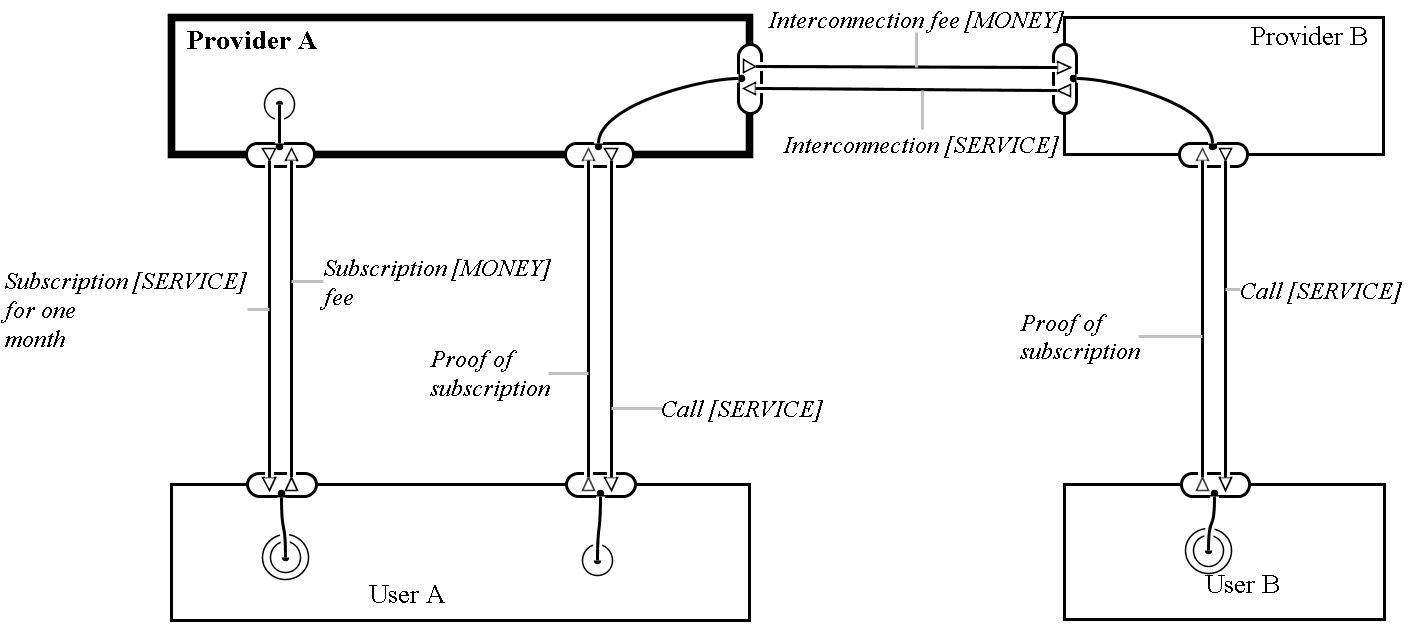 Interconnection fee [MONEY]
Provider A
Provider B
Interconnection [SERVICE]
Subscription [SERVICE]
for one
month
Subscription [MONEY]
fee
Proof of
subscription
Call [SERVICE]
Proof of
subscription
Call [SERVICE]
User A
User B